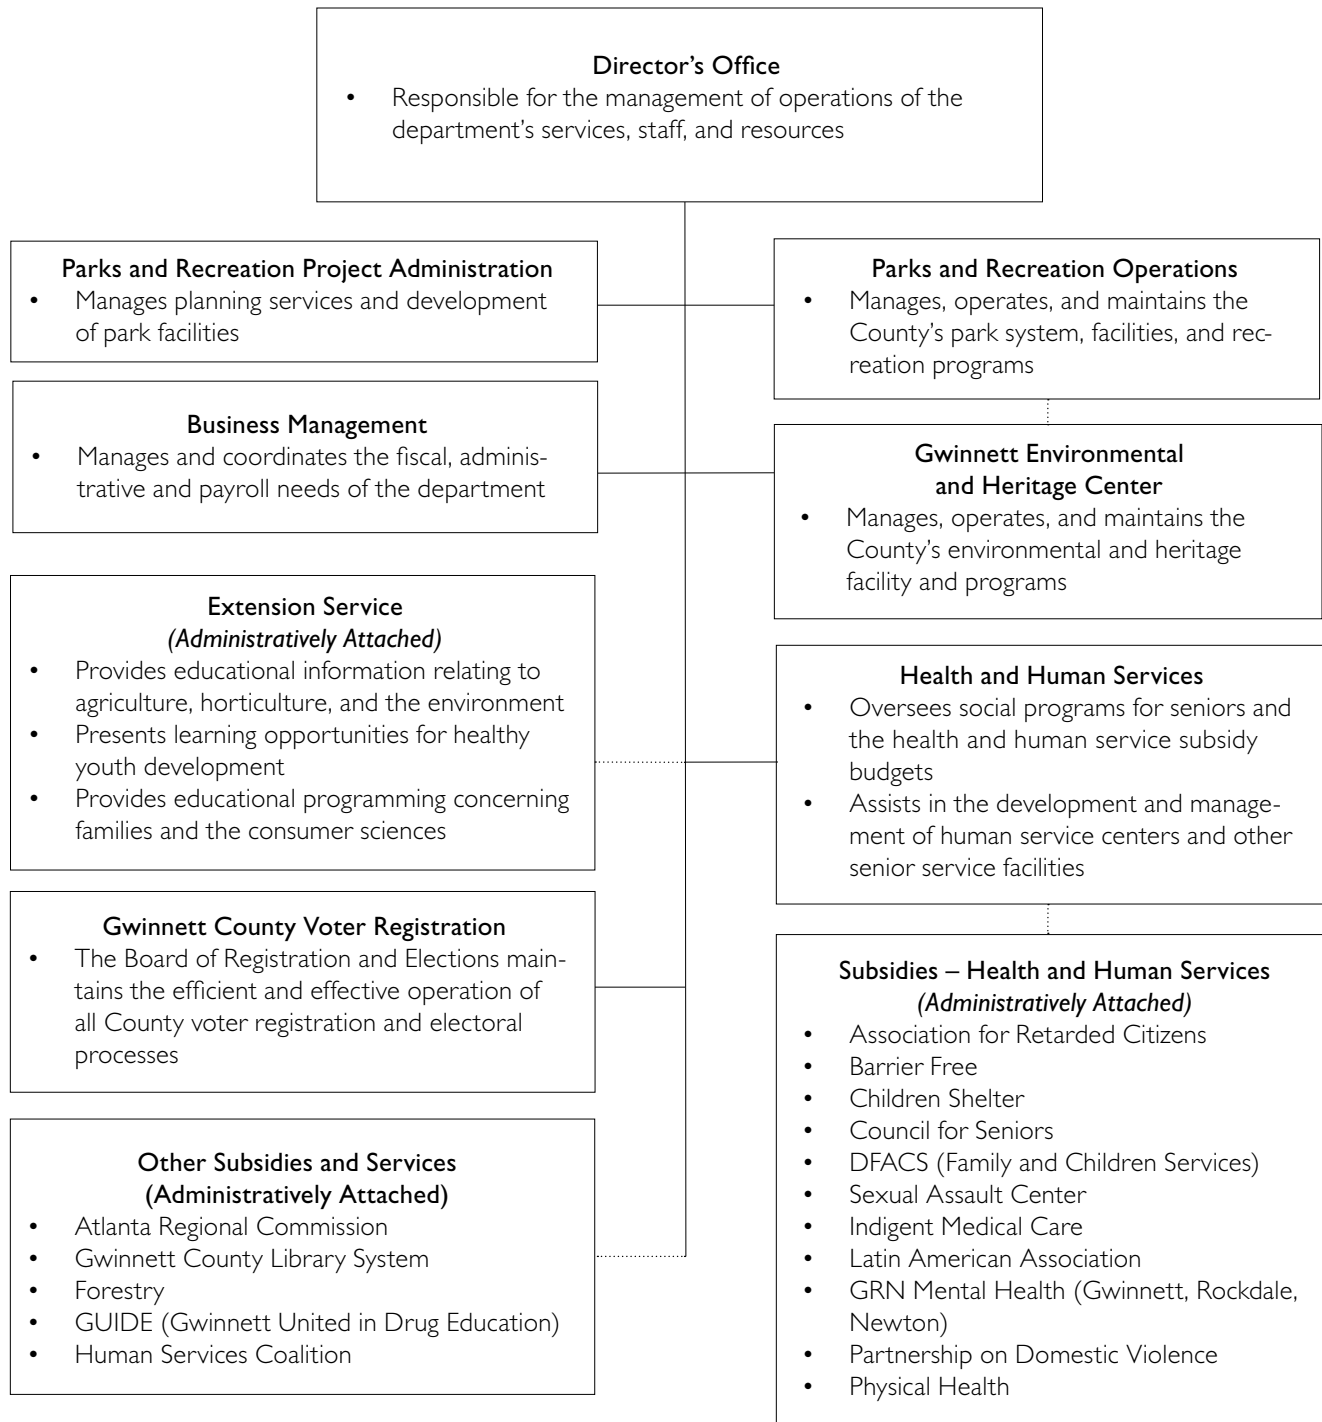 Director’s Office
• Responsible for the management of operations of the
department’s services, staff, and resources
Parks and Recreation Project Administration
• Manages planning services and development
of park facilities
Parks and Recreation Operations
• Manages, operates, and maintains the
County’s park system, facilities, and rec-
reation programs
Business Management
• Manages and coordinates the fiscal, adminis-
trative and payroll needs of the department
Gwinnett Environmental
and Heritage Center
• Manages, operates, and maintains the
County’s environmental and heritage
facility and programs
Extension Service
(Administratively Attached)
• Provides educational information relating to
agriculture, horticulture, and the environment
• Presents learning opportunities for healthy
youth development
• Provides educational programming concerning
families and the consumer sciences
Health and Human Services
• Oversees social programs for seniors and
the health and human service subsidy
budgets
• Assists in the development and manage-
ment of human service centers and other
senior service facilities
Gwinnett County Voter Registration
• The Board of Registration and Elections main-
tains the efficient and effective operation of
all County voter registration and electoral
processes
Subsidies – Health and Human Services
(Administratively Attached)
• Association for Retarded Citizens
• Barrier Free
• Children Shelter
• Council for Seniors
• DFACS (Family and Children Services)
• Sexual Assault Center
• Indigent Medical Care
• Latin American Association
• GRN Mental Health (Gwinnett, Rockdale,
Newton)
• Partnership on Domestic Violence
• Physical Health
Other Subsidies and Services
(Administratively Attached)
• Atlanta Regional Commission
• Gwinnett County Library System
• Forestry
• GUIDE (Gwinnett United in Drug Education)
• Human Services Coalition